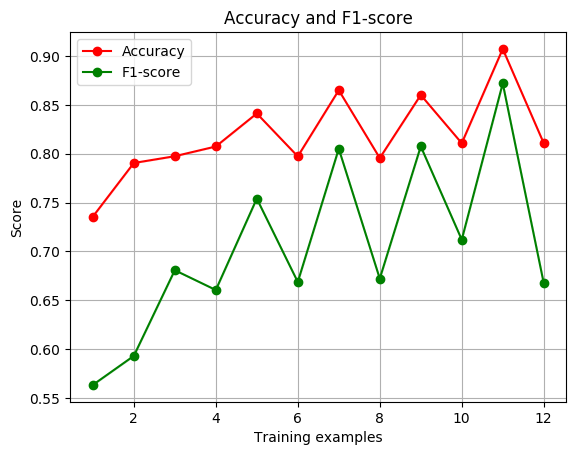 Accuracy and F1-score
Accuracy
F1-score
0.90
0.85
0.80
0.75
0.70
0.65
0.60
0.55
Score
2 4 6 8 10 12
Training examples